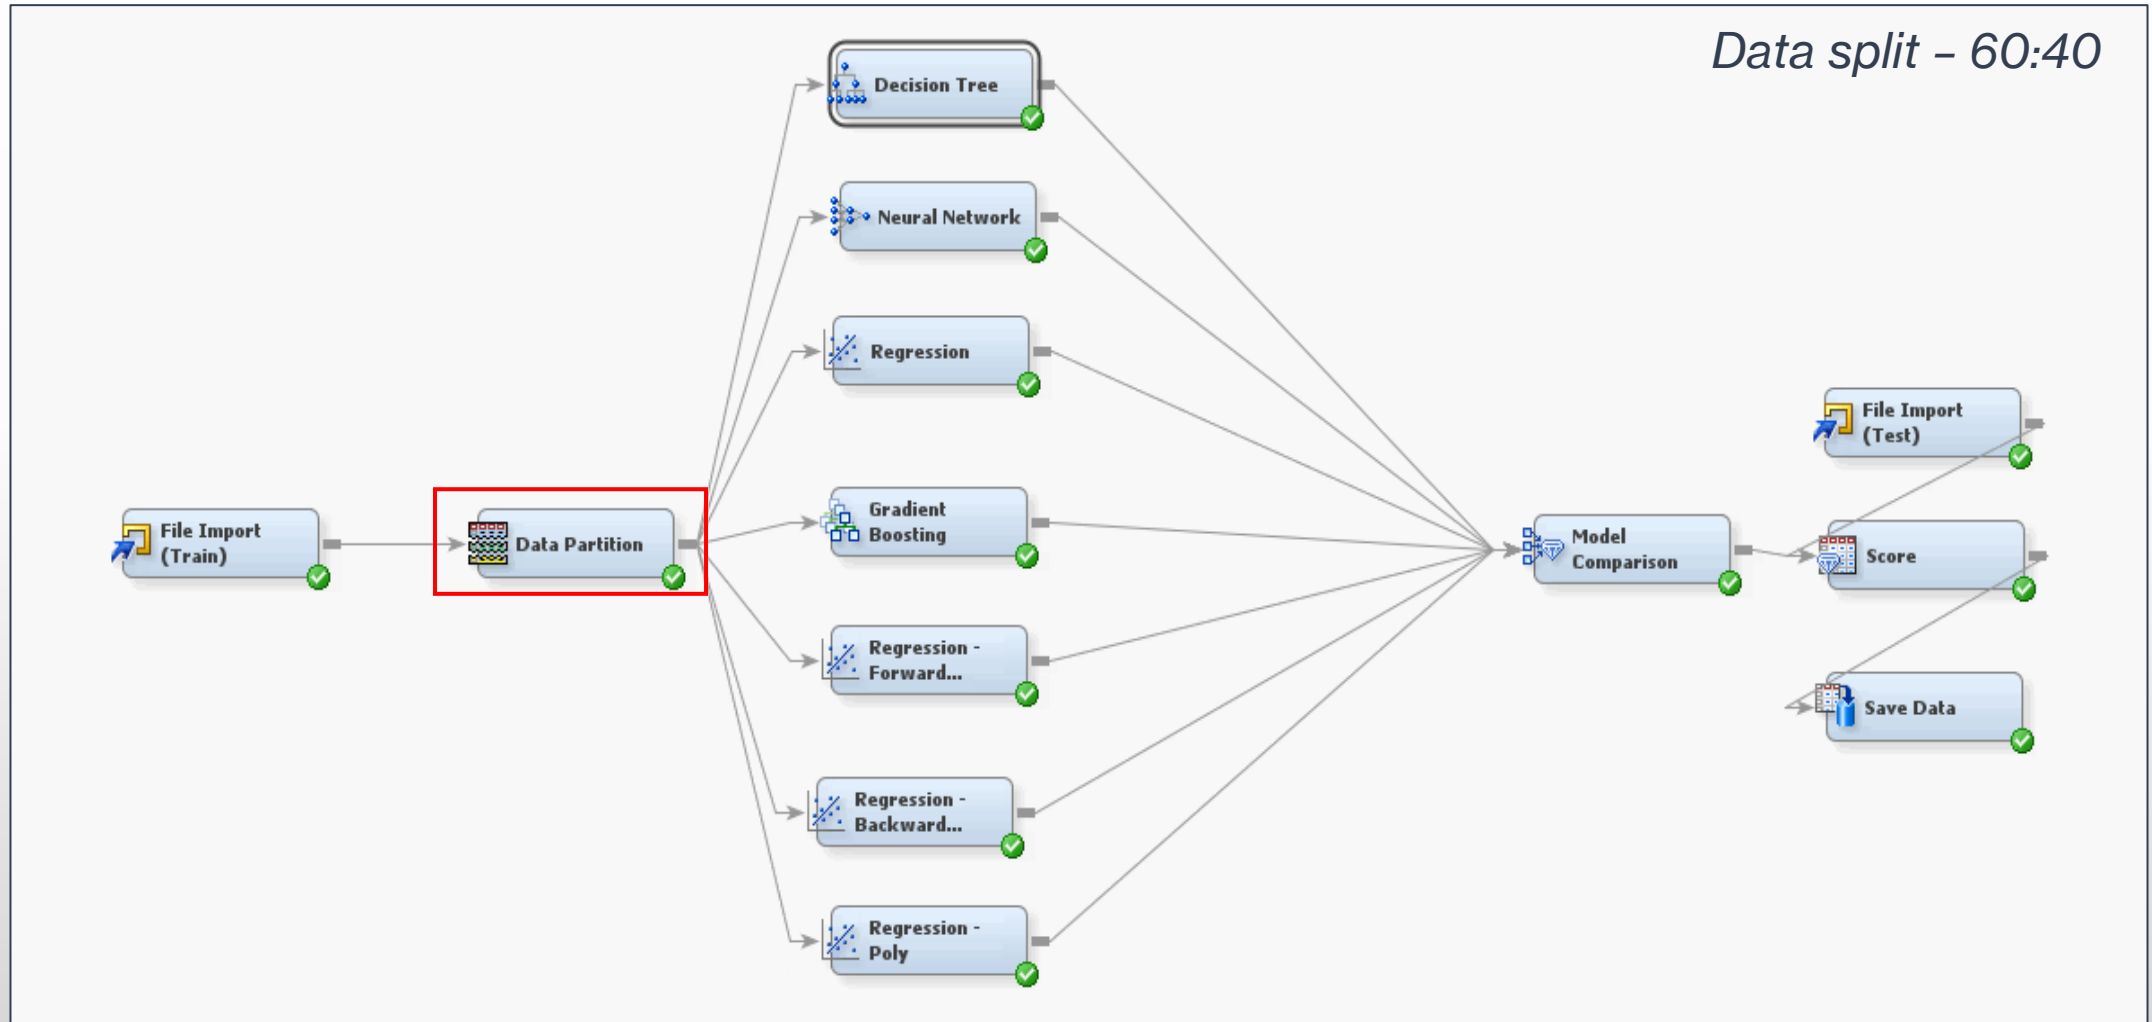 Data split – 60:40
Decision Tree
Neural Network
Regression
Gradient
Boosting
File Import
(Train)
Data Partition
Regression -
Forward...
Regression -
Backward...
Regression -
Poly
Model
Comparison
File Import
(Test)
Score
Save Data